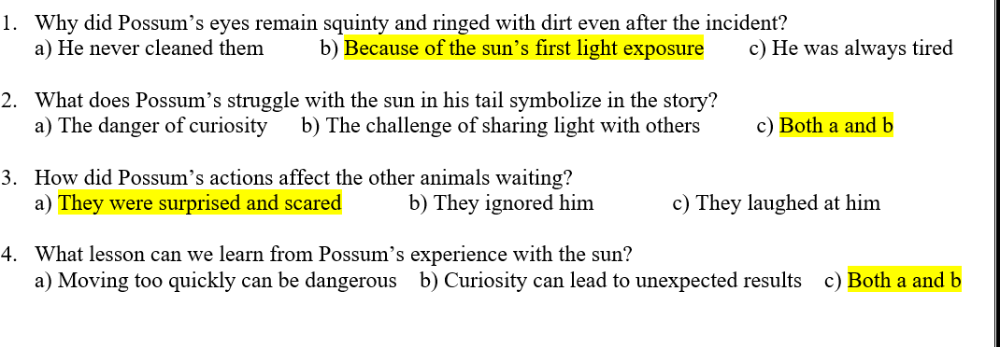 1. Why did Possum’s eyes remain squinty and ringed with dirt even after the incident?
a) He never cleaned them b) Because of the sun’s first light exposure c) He was always tired
2. What does Possum’s struggle with the sun in his tail symbolize in the story?
a) The danger of curiosity b) The challenge of sharing light with others c) Both a and b
3. How did Possum’s actions affect the other animals waiting?
a) They were surprised and scared b) They ignored him c) They laughed at him
4. What lesson can we learn from Possum’s experience with the sun?
a) Moving too quickly can be dangerous b) Curiosity can lead to unexpected results c) Both a and b